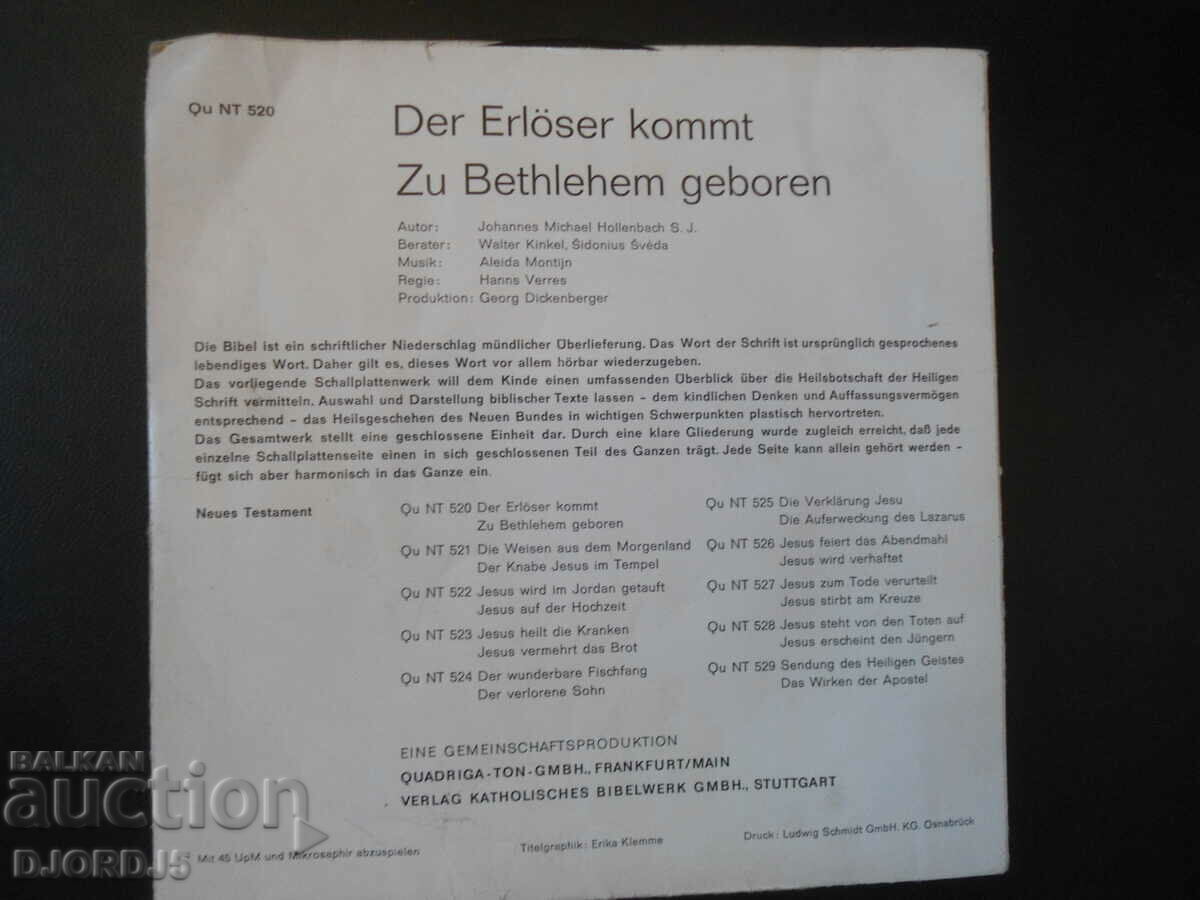 Qu NT 520
Der Erlöser kommt
Zu Bethlehem geboren
Autor: Johannes Michael Hollenbach S. J.
Berater: Walter Kinkel, Šidonius Švéda
Musik: Aleida Montijn
Regie: Hanns Verres
Produktion: Georg Dickenberger
Die Bibel ist ein schriftlicher Niederschlag mündlicher Überlieferung. Das Wort der Schrift ist ursprünglich gesprochenes
lebendiges Wort. Daher gilt es, dieses Wort vor allem hörbar wiederzugeben.
Das vorliegende Schallplattenwerk will dem Kinde einen umfassenden Überblick über die Heilsbotschaft der Heiligen
Schrift vermitteln. Auswahl und Darstellung biblischer Texte lassen - dem kindlichen Denken und Auffassungsvermögen
entsprechend - das Heilsgeschehen des Neuen Bundes in wichtigen Schwerpunkten plastisch hervortreten.
Das Gesamtwerk stellt eine geschlossene Einheit dar. Durch eine klare Gliederung wurde zugleich erreicht, daß jede
einzelne Schallplattenseite einen in sich geschlossenen Teil des Ganzen trägt. Jede Seite kann allein gehört werden -
fügt sich aber harmonisch in das Ganze ein.
Neues Testament
Qu NT 520 Der Erlöser kommt
Zu Bethlehem geboren
Qu NT 521 Die Weisen aus dem Morgenland
Der Knabe Jesus im Tempel
Qu NT 522 Jesus wird im Jordan getauft
Jesus auf der Hochzeit
Qu NT 523 Jesus heilt die Kranken
Jesus vermehrt das Brot
Qu NT 524 Der wunderbare Fischfang
Der verlorene Sohn
Qu NT 525 Die Verklärung Jesu
Die Auferweckung des Lazarus
Qu NT 526 Jesus feiert das Abendmahl
Jesus wird verhaftet
Qu NT 527 Jesus zum Tode verurteilt
Jesus stirbt am Kreuze
Qu NT 528 Jesus steht von den Toten auf
Jesus erscheint den Jüngern
Qu NT 529 Sendung des Heiligen Geistes
Das Wirken der Apostel
EINE GEMEINSCHAFTSPRODUKTION
QUADRIGA-TON-GMBH., FRANKFURT/MAIN
VERLAG KATHOLISCHES BIBELWERK GMBH., STUTTGART
Mit 45 UpM und Mikrosaphir abzuspielen
Titelgraphik: Erika Klemme
Druck: Ludwig Schmidt GmbH. KG. Osnabrück
BALKAN
auction
DJORDJ5